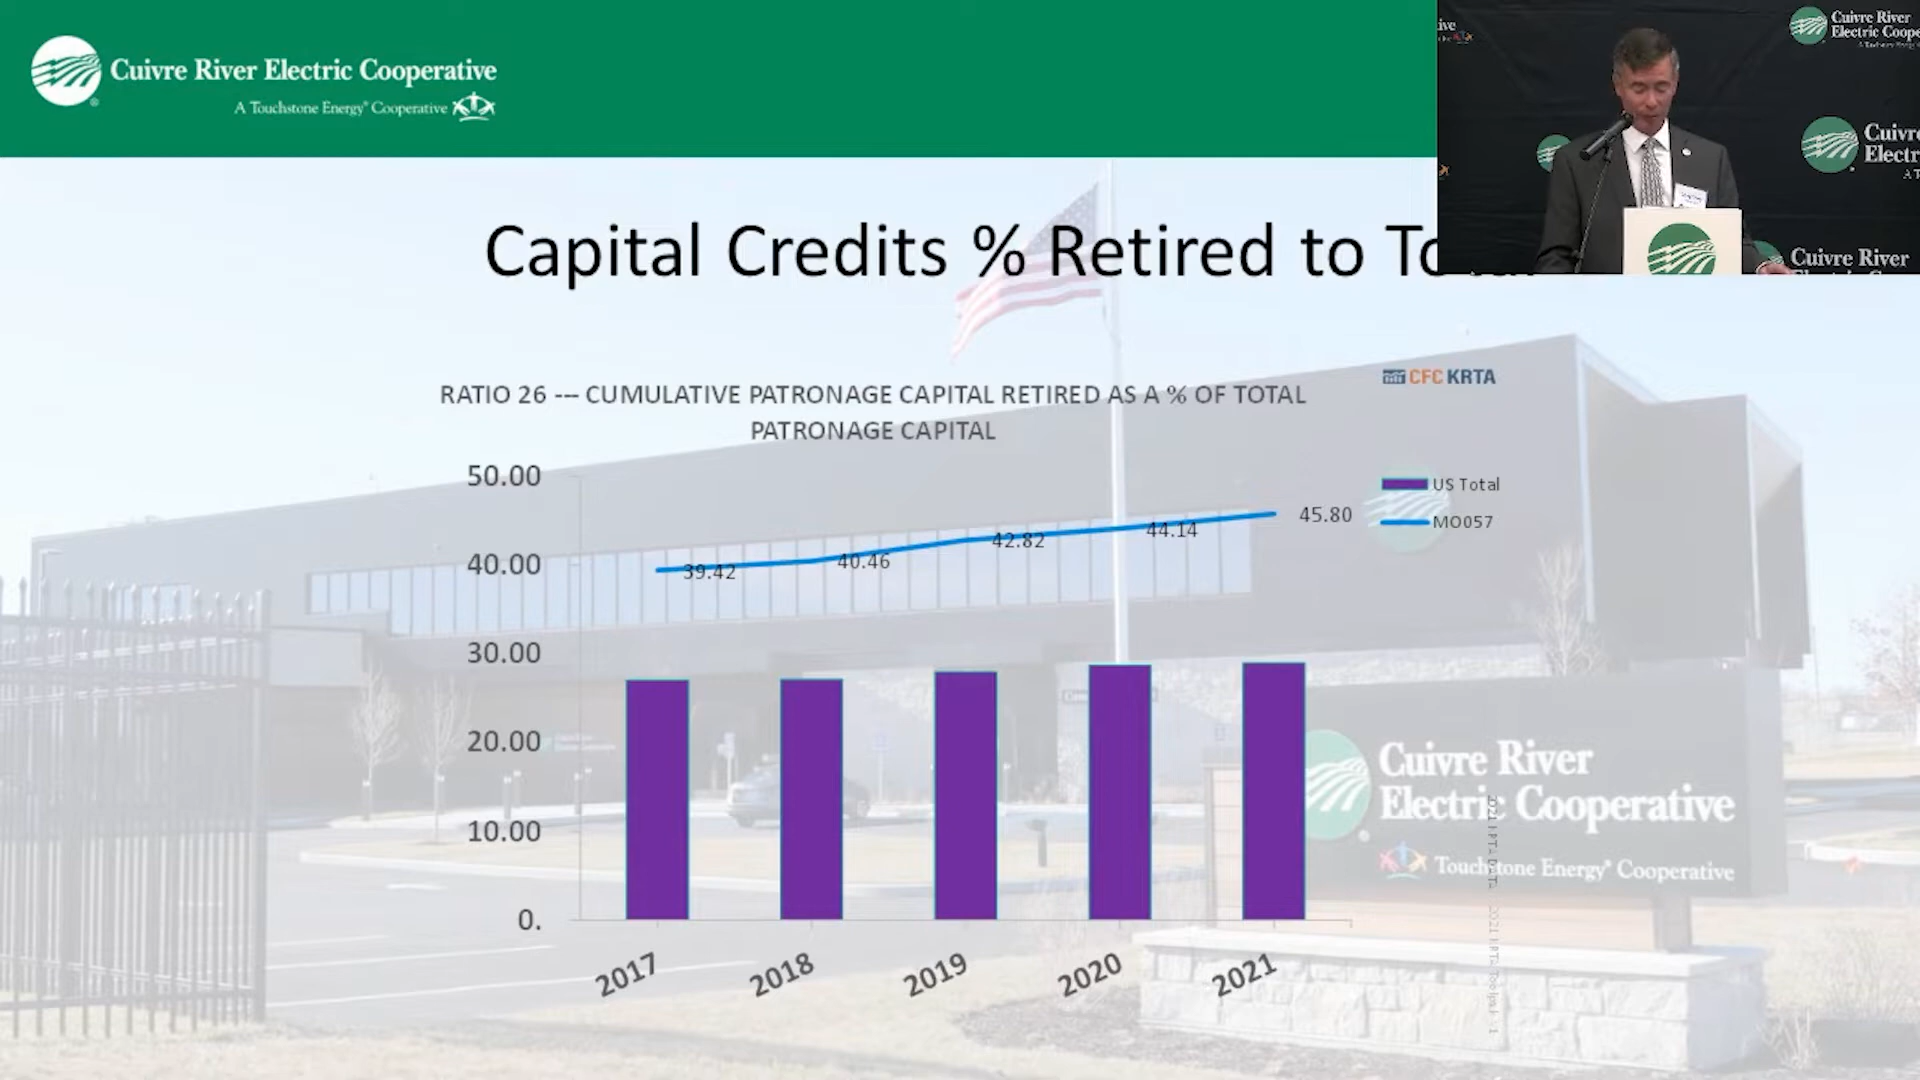 Cuivre River Electric Cooperative
A Touchstone Energy® Cooperative
Cuivre River
Electric
Cuivre
Electr
Cuivre River
Capital Credits % Retired to
CFC KRTA
RATIO 26 --- CUMULATIVE PATRONAGE CAPITAL RETIRED AS A % OF TOTAL
PATRONAGE CAPITAL
50.00
40.00
30.00
20.00
10.00
0.
39.42
40.46
42.82
44.14
45.80
US Total
MO057
2017
2018
2019
2020
2021
Cuivre River
Electric Cooperative
Touchstone Energy® Cooperative